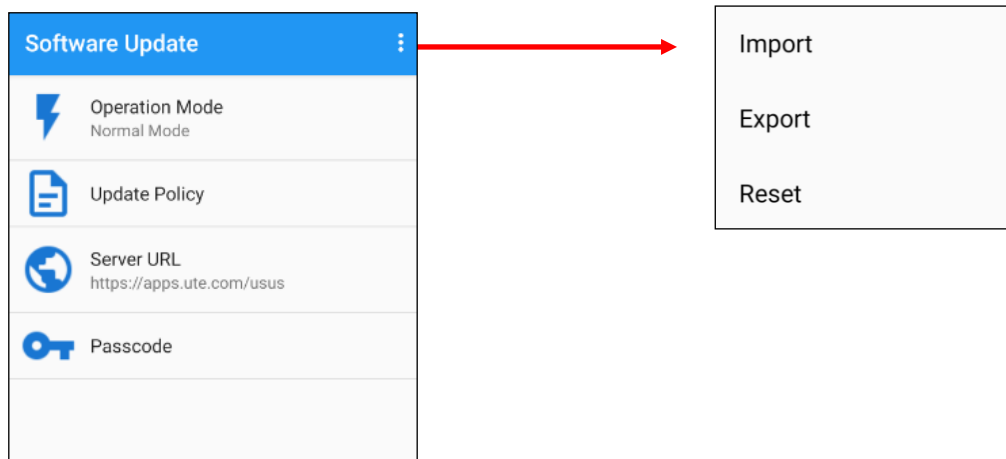 Software Update
Operation Mode
Normal Mode
Update Policy
Server URL
https://apps.ute.com/usus
Passcode
Import
Export
Reset